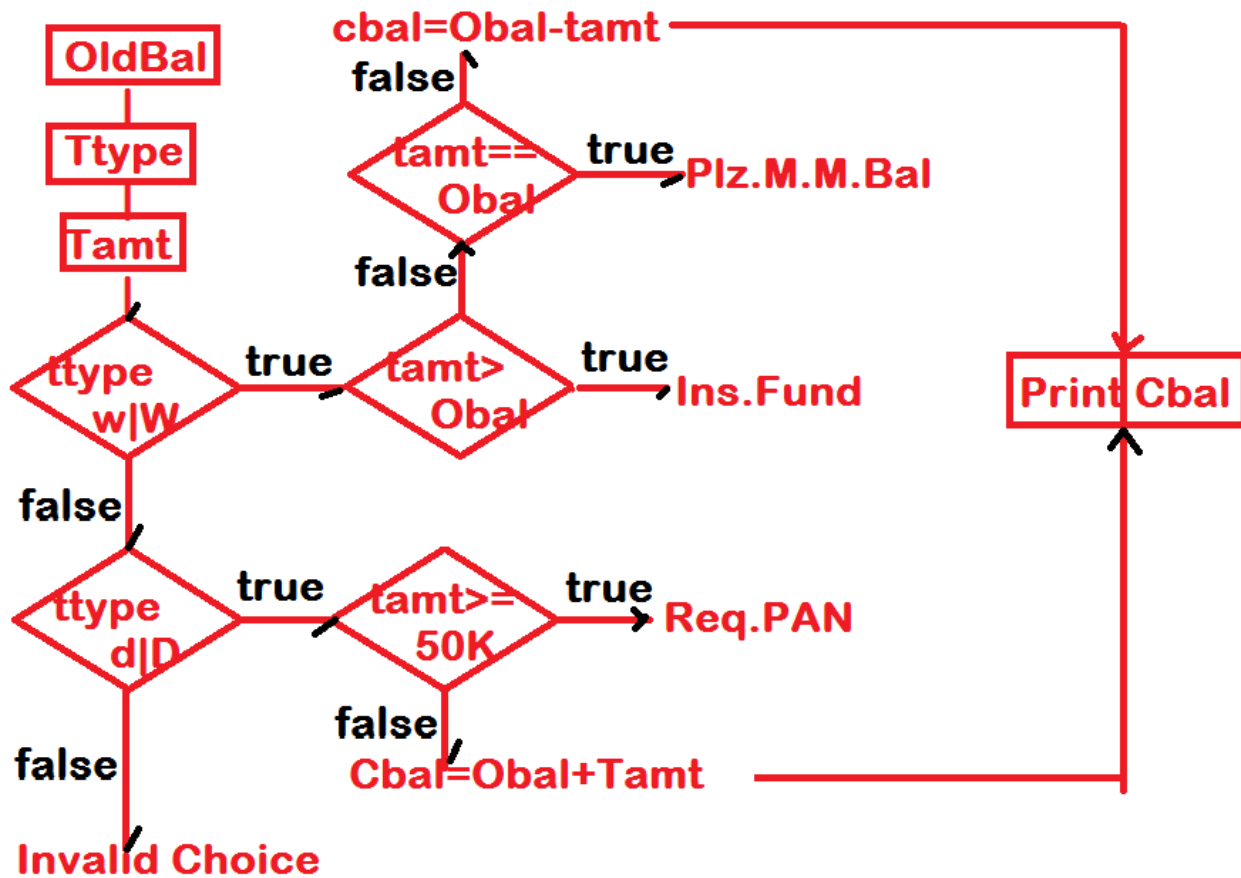 cbal=Obal-tamt
OldBal
false
Ttype
tamt==
Obal
true
Plz.M.M.Bal
Tamt
false
ttype
w|W
true
tamt>
Obal
true
Ins.Fund
Print Cbal
false
ttype
d|D
true
tamt>=
50K
true
Req.PAN
false
false
Cbal=Obal+Tamt
Invalid Choice